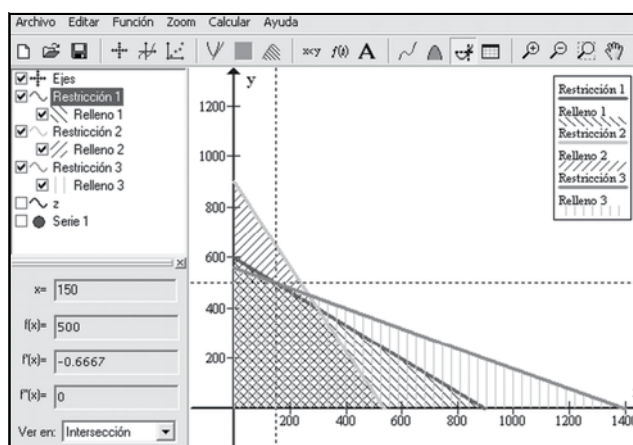 Archivo Editar Función Zoom Calcular Ayuda
x<y f(x) A
Ejes
Restricción 1
Relleno 1
Restricción 2
Relleno 2
Restricción 3
Relleno 3
z
Serie 1
x= 150
f(x)= 500
f'(x)= -0.6667
f''(x)= 0
Ver en: Intersección
y
1200
1000
800
600
400
200
200 400 600 800 1000 1200 1400
Restricción 1
Relleno 1
Restricción 2
Relleno 2
Restricción 3
Relleno 3